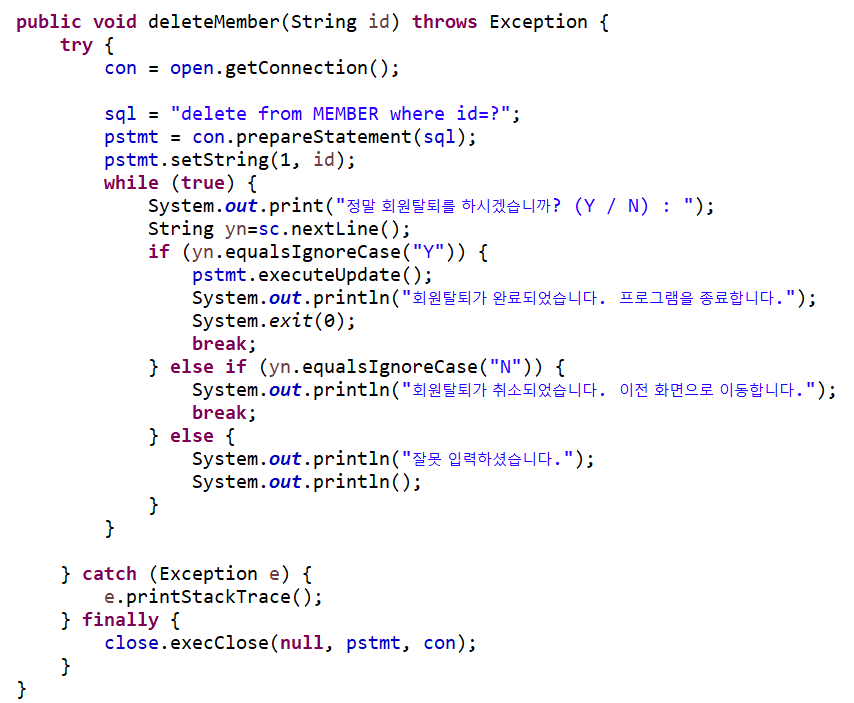 public void deleteMember(String id) throws Exception {
    try {
        con = open.getConnection();

        sql = "delete from MEMBER where id=?";
        pstmt = con.prepareStatement(sql);
        pstmt.setString(1, id);
        while (true) {
            System.out.print("정말 회원탈퇴를 하시겠습니까? (Y / N) : ");
            String yn=sc.nextLine();
            if (yn.equalsIgnoreCase("Y")) {
                pstmt.executeUpdate();
                System.out.println("회원탈퇴가 완료되었습니다. 프로그램을 종료합니다.");
                System.exit(0);
                break;
            } else if (yn.equalsIgnoreCase("N")) {
                System.out.println("회원탈퇴가 취소되었습니다. 이전 화면으로 이동합니다.");
                break;
            } else {
                System.out.println("잘못 입력하셨습니다.");
                System.out.println();
            }
        }

    } catch (Exception e) {
        e.printStackTrace();
    } finally {
        close.execClose(null, pstmt, con);
    }
}